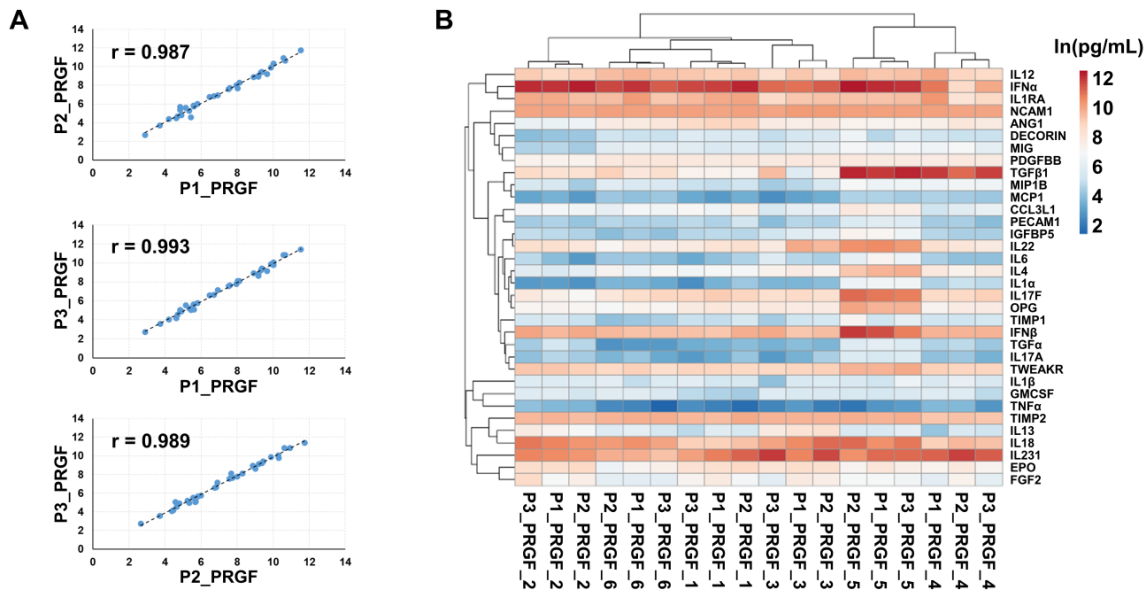 A
r = 0.987
14
12
10
8
6
4
2
0
P2_PRGF
0 2 4 6 8 10 12 14
P1_PRGF
r = 0.993
14
12
10
8
6
4
2
0
P3_PRGF
0 2 4 6 8 10 12 14
P1_PRGF
r = 0.989
14
12
10
8
6
4
2
0
P3_PRGF
0 2 4 6 8 10 12 14
P2_PRGF
B
ln(pg/mL)
12
10
8
6
4
2
IL12
IFNα
IL1RA
NCAM1
ANG1
DECORIN
MIG
PDGFBB
TGFβ1
MIP1B
MCP1
CCL3L1
PECAM1
IGFBP5
IL22
IL6
IL4
IL1α
IL17F
OPG
TIMP1
IFNβ
TGFα
IL17A
TWEAKR
IL1β
GMCSF
TNFα
TIMP2
IL13
IL18
IL231
EPO
FGF2
P3_PRGF_2
P1_PRGF_2
P2_PRGF_2
P2_PRGF_6
P1_PRGF_6
P3_PRGF_6
P3_PRGF_1
P1_PRGF_1
P2_PRGF_1
P3_PRGF_3
P1_PRGF_3
P2_PRGF_3
P2_PRGF_5
P1_PRGF_5
P3_PRGF_5
P1_PRGF_4
P2_PRGF_4
P3_PRGF_4